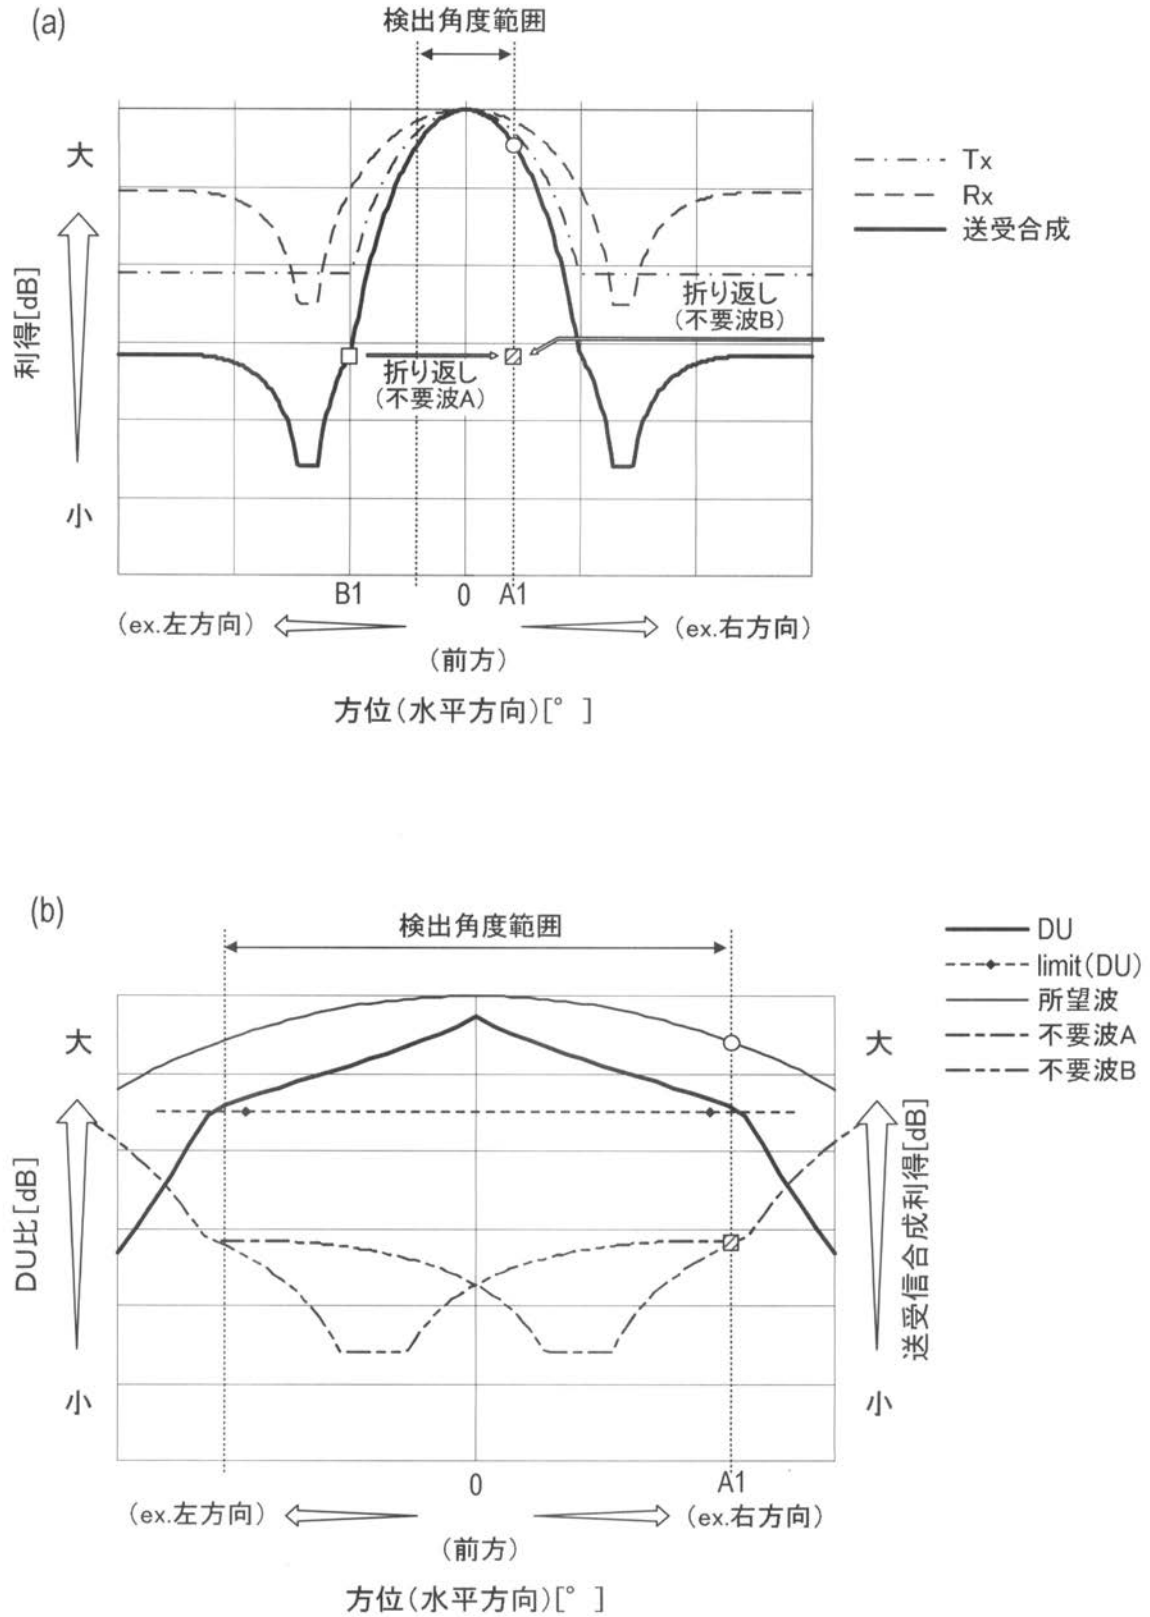 (a)
検出角度範囲
大
利得[dB]
小
Tx
Rx
送受合成
折り返し
(不要波B)
折り返し
(不要波A)
B1
0
A1
(ex.左方向)
(ex.右方向)
(前方)
方位(水平方向)[°]
(b)
検出角度範囲
DU
limit(DU)
所望波
不要波A
不要波B
大
DU比[dB]
小
大
送受信合成利得[dB]
小
0
A1
(ex.左方向)
(ex.右方向)
(前方)
方位(水平方向)[°]